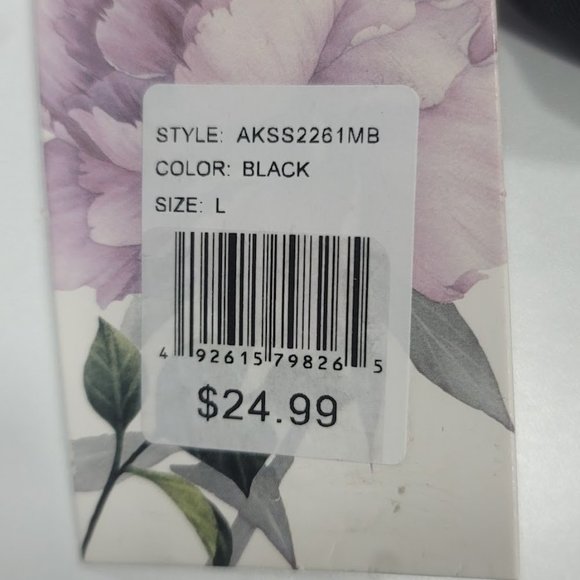 STYLE: AKSS2261MB
COLOR: BLACK
SIZE: L
4 92615 79826 5
$24.99